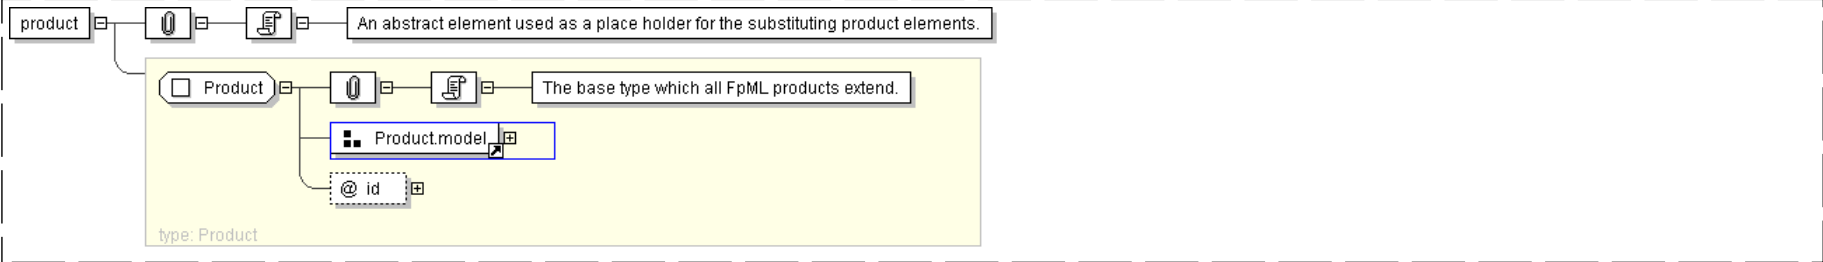 product
An abstract element used as a place holder for the substituting product elements.
Product
The base type which all FpML products extend.
Product.model
@ id
type: Product